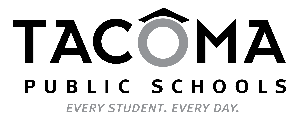 TACOMA
PUBLIC SCHOOLS
EVERY STUDENT. EVERY DAY.